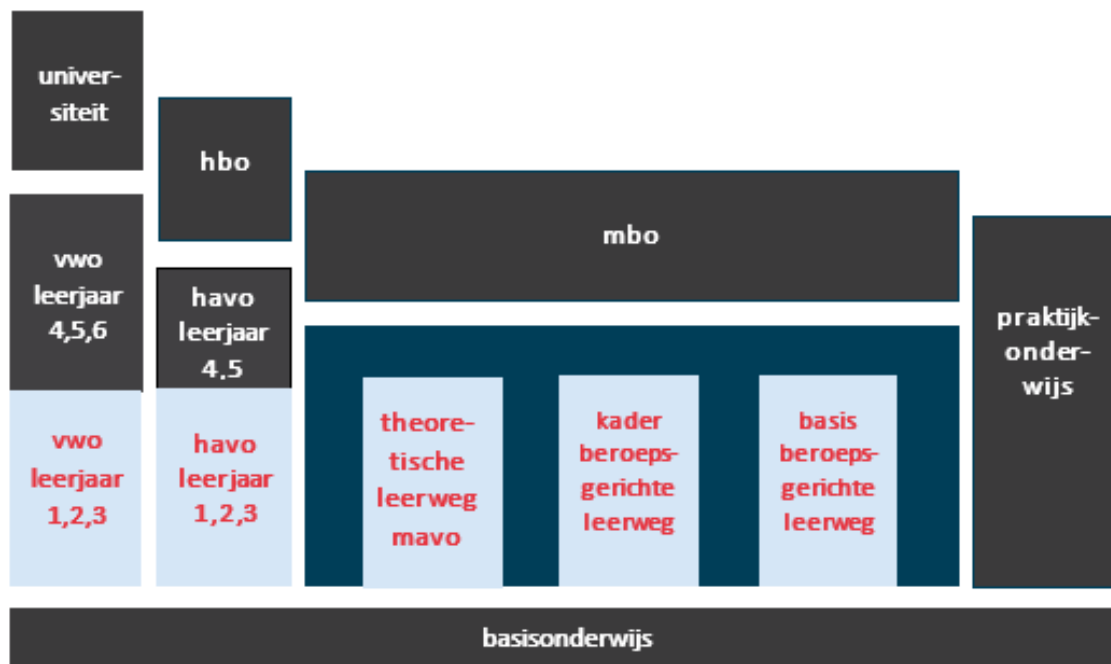 univer-
siteit
hbo
mbo
vwo
leerjaar
4,5,6
havo
leerjaar
4,5
praktijk-
onder-
wijs
vwo
leerjaar
1,2,3
havo
leerjaar
1,2,3
theore-
tische
leerweg
mavo
kader
beroeps-
gerichte
leerweg
basis
beroeps-
gerichte
leerweg
basisonderwijs